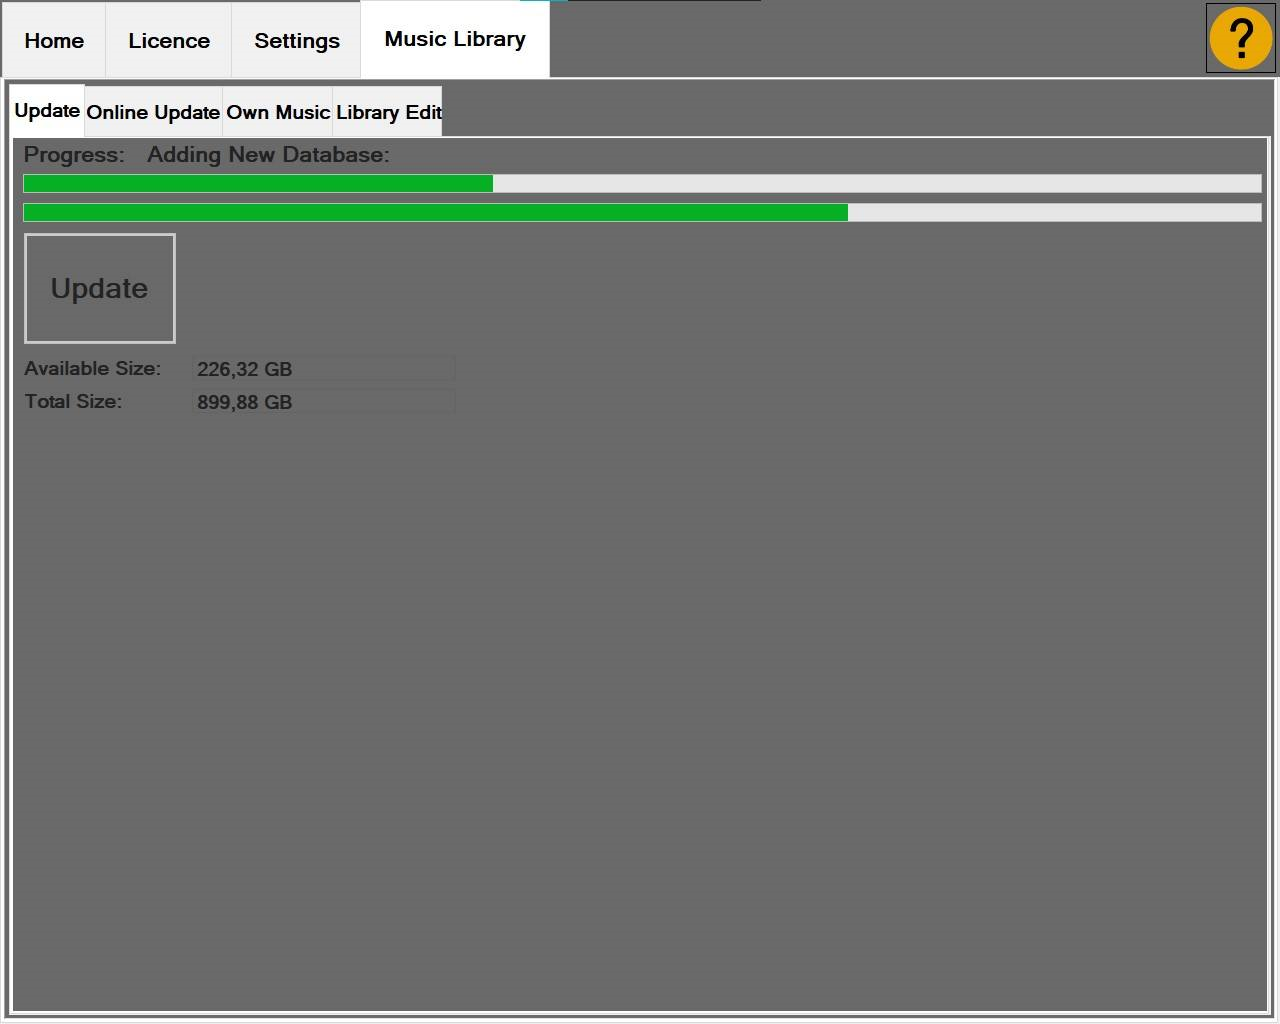 Home Licence Settings Music Library ?
Update Online Update Own Music Library Edit
Progress: Adding New Database:
Update
Available Size: 226,32 GB
Total Size: 899,88 GB